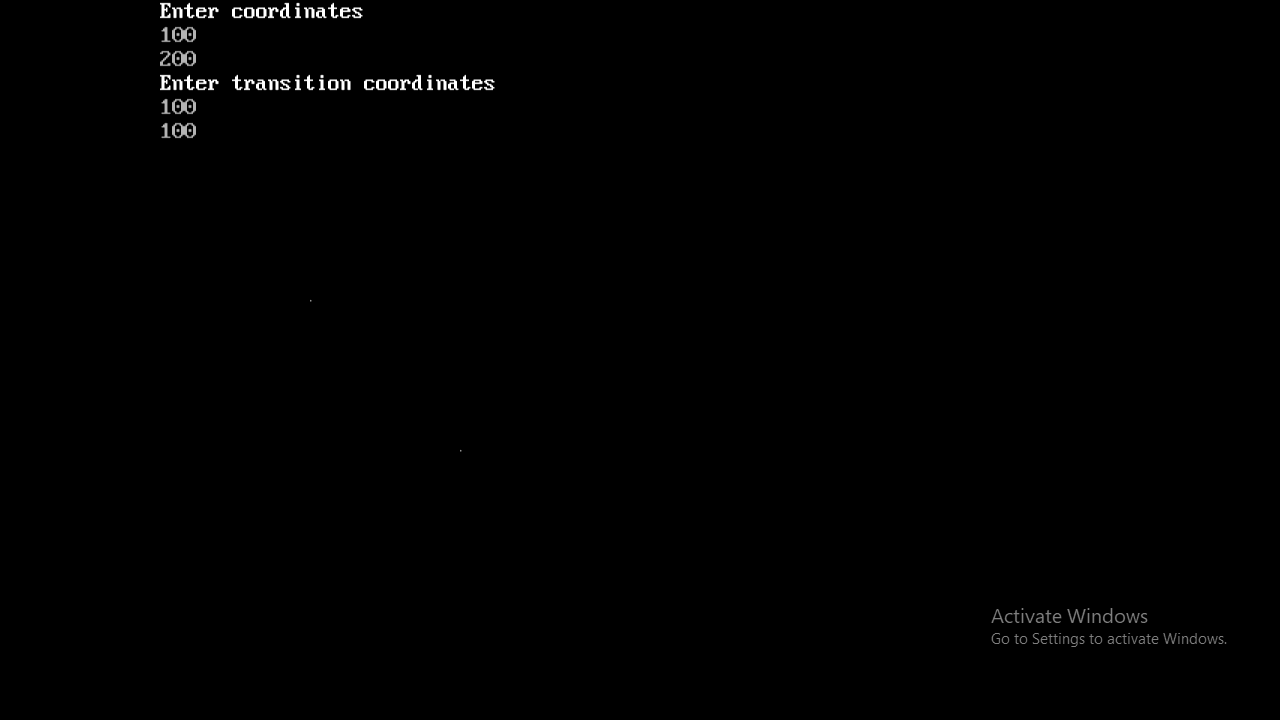 Enter coordinates
100
200
Enter transition coordinates
100
100
Activate Windows
Go to Settings to activate Windows.